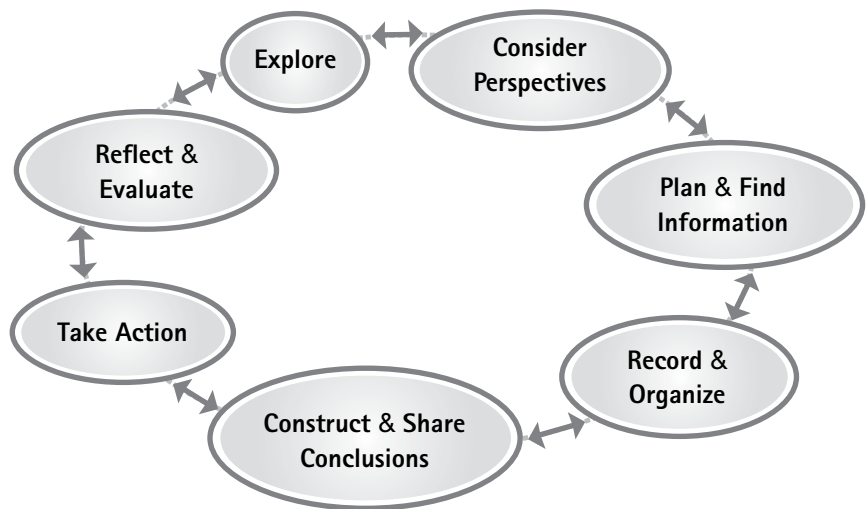 Explore
Consider
Perspectives
Plan & Find
Information
Record &
Organize
Construct & Share
Conclusions
Take Action
Reflect &
Evaluate